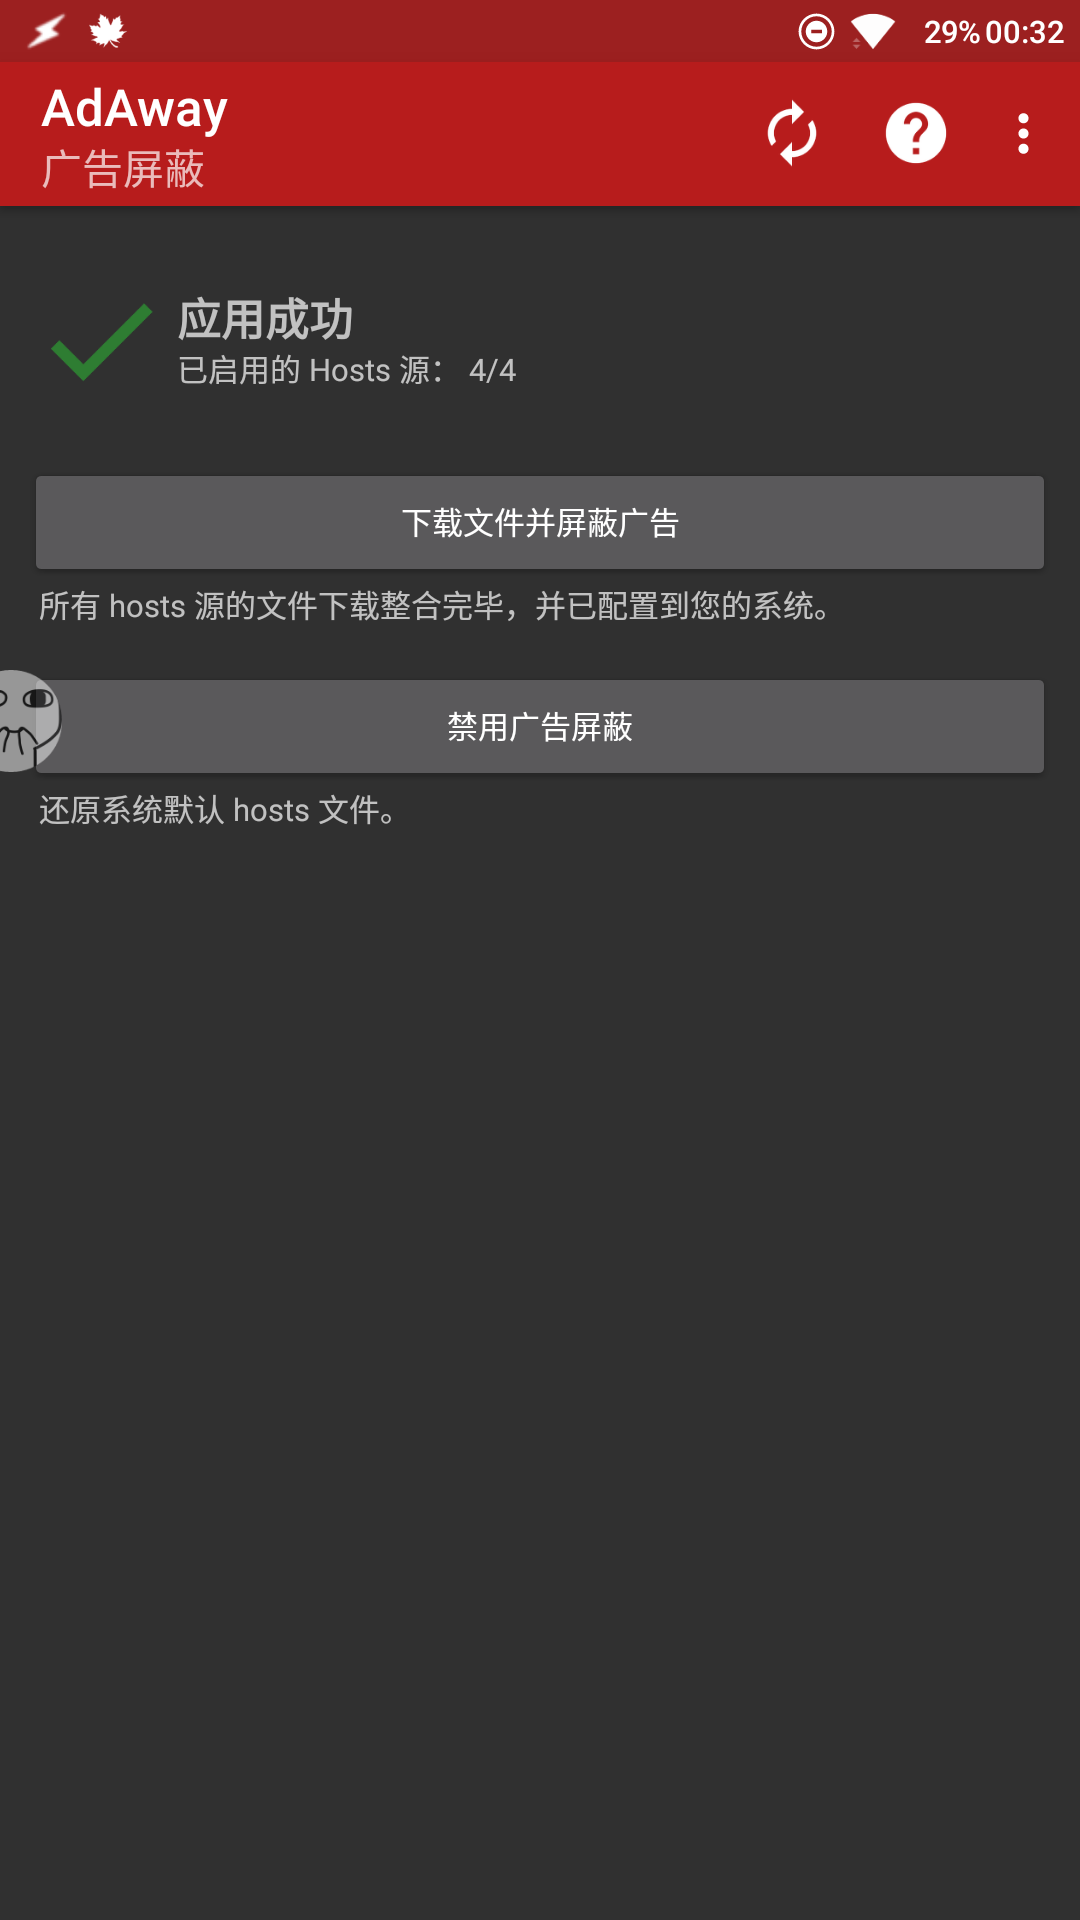 29% 00:32
AdAway
广告屏蔽
应用成功
已启用的 Hosts 源： 4/4
下载文件并屏蔽广告
所有 hosts 源的文件下载整合完毕，并已配置到您的系统。
禁用广告屏蔽
还原系统默认 hosts 文件。